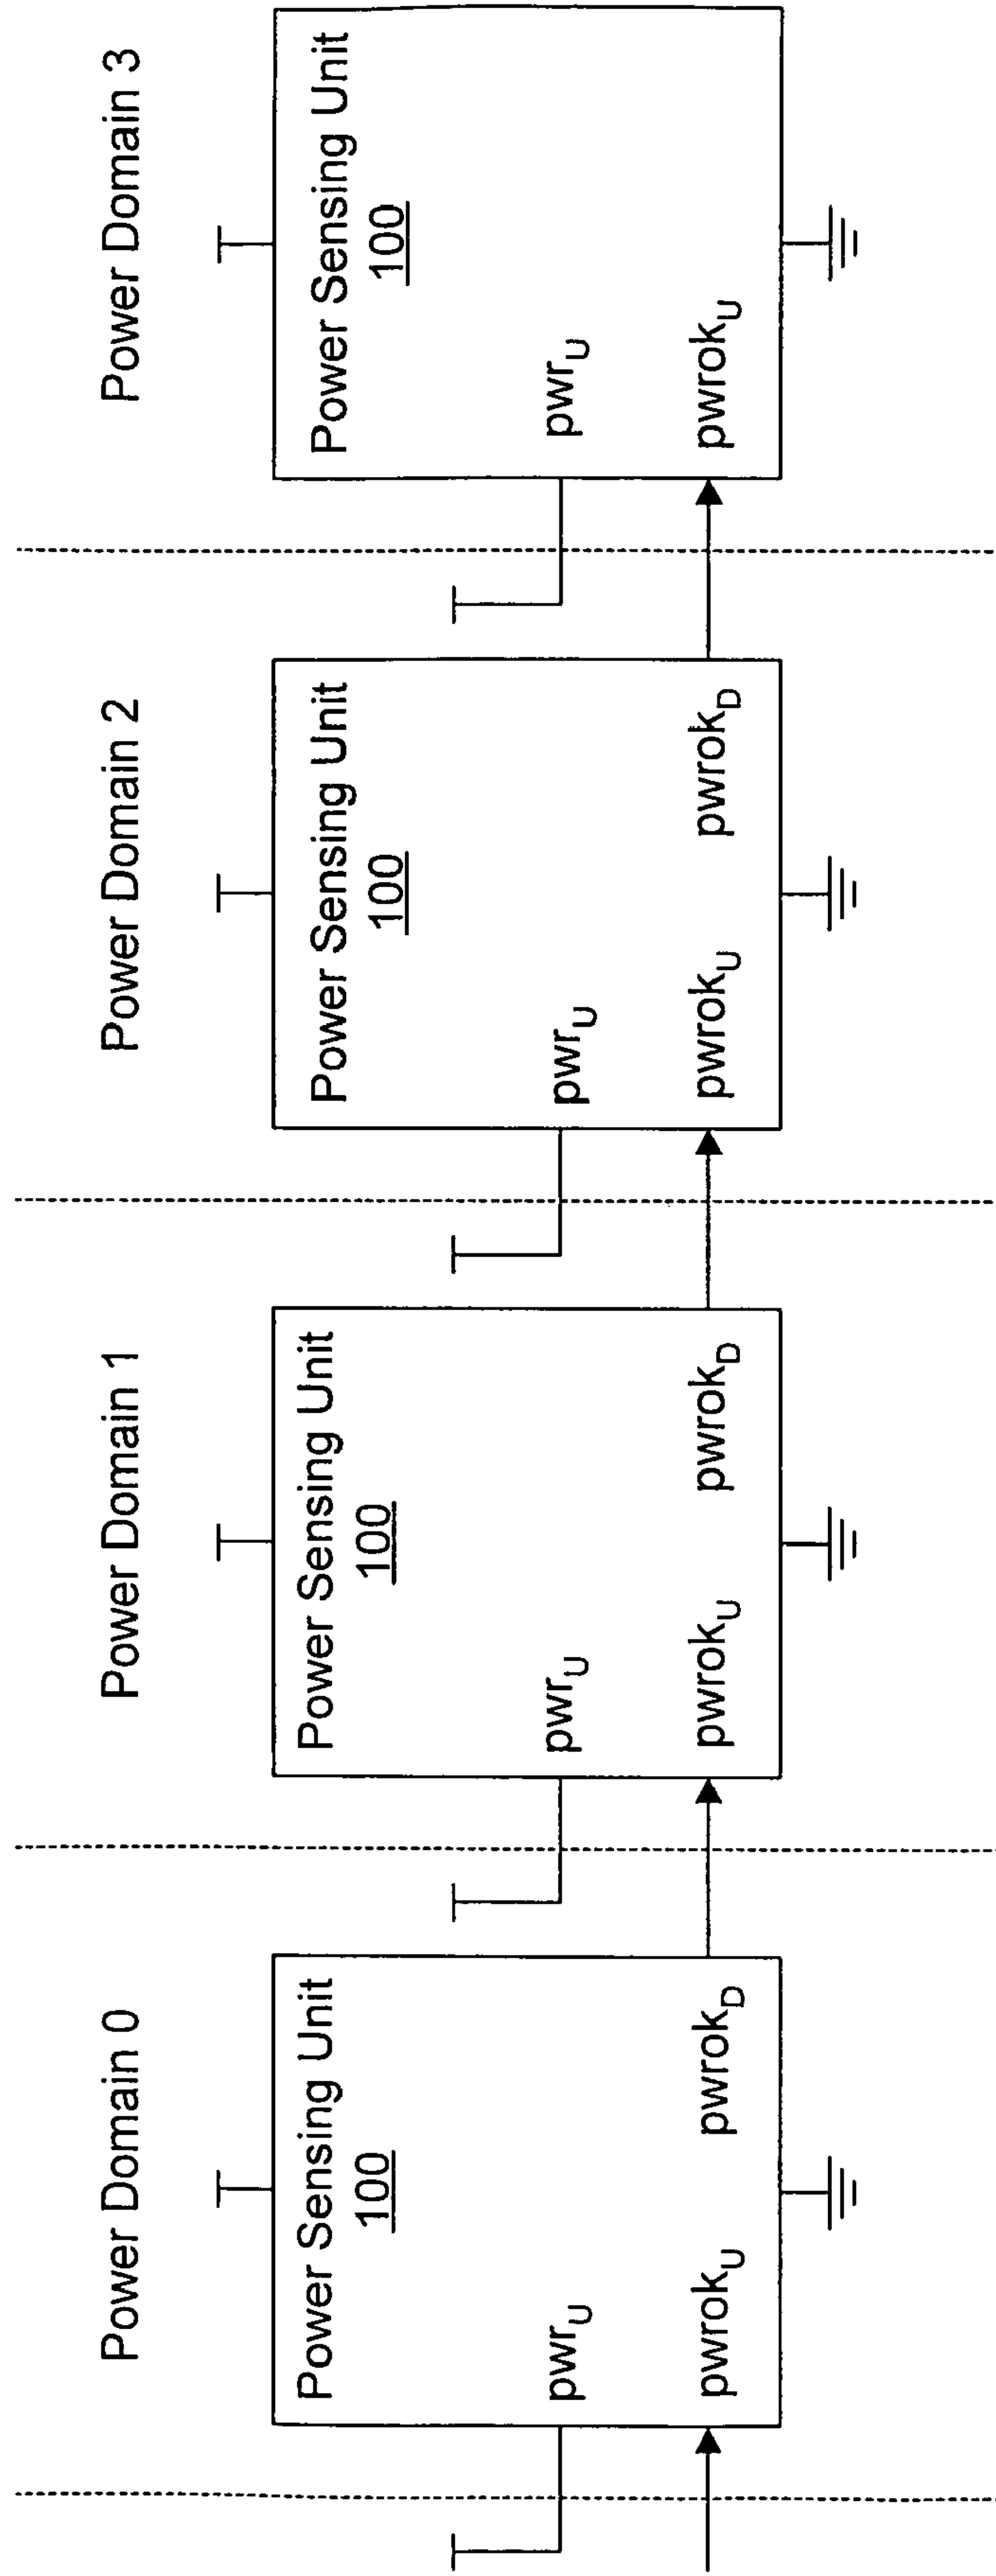 Power Domain 0
Power Domain 1
Power Domain 2
Power Domain 3
Power Sensing Unit
100
pwrU
pwrokU
pwrokD
Power Sensing Unit
100
pwrU
pwrokU
pwrokD
Power Sensing Unit
100
pwrU
pwrokU
pwrokD
Power Sensing Unit
100
pwrU
pwrokU